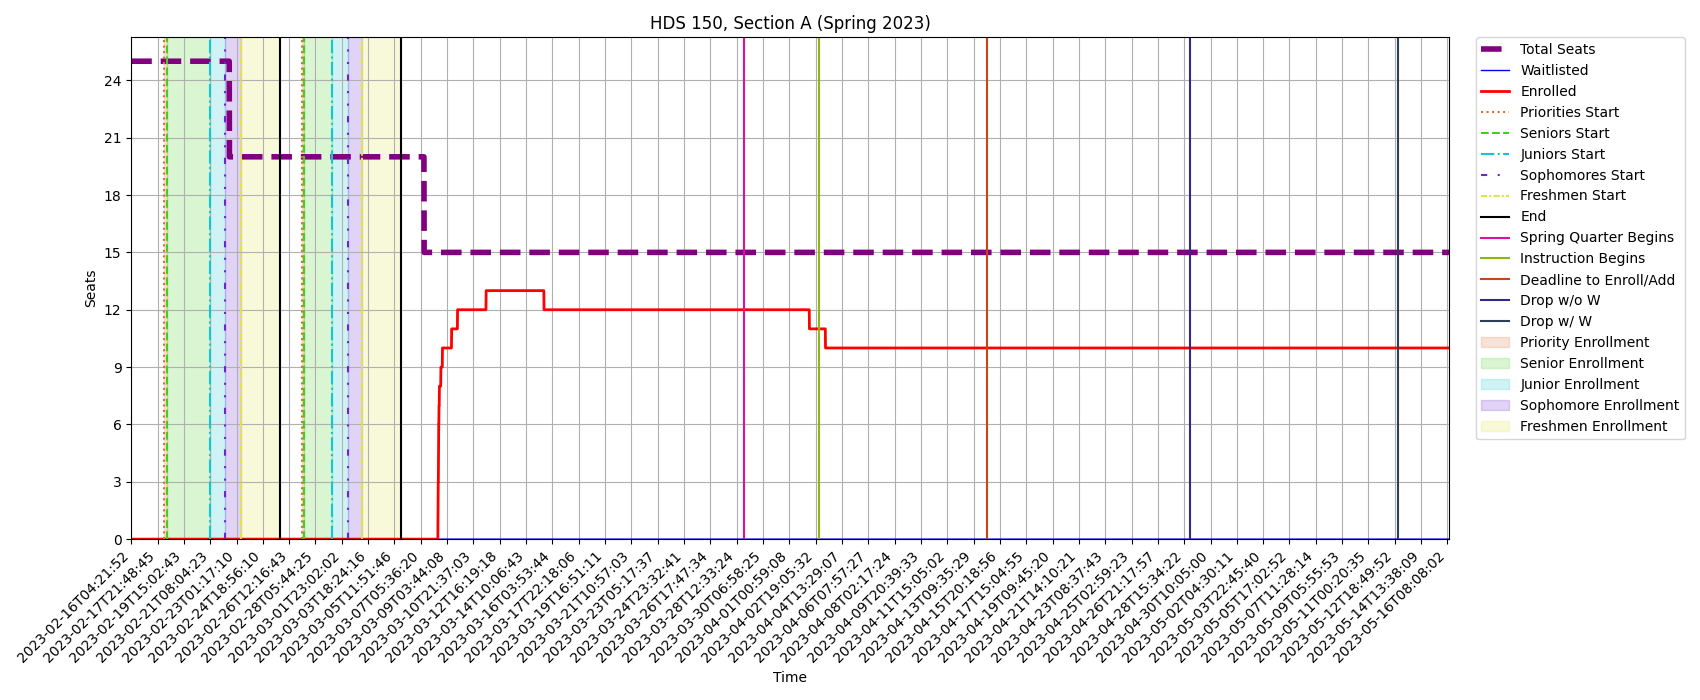 HDS 150, Section A (Spring 2023)
Seats
24
21
18
15
12
9
6
3
0
2023-02-16T04:21:52
2023-02-17T21:48:45
2023-02-19T15:02:43
2023-02-21T08:04:23
2023-02-23T01:17:10
2023-02-24T18:56:10
2023-02-26T12:16:43
2023-02-28T05:44:25
2023-03-01T23:02:02
2023-03-03T18:24:16
2023-03-05T11:51:46
2023-03-07T05:36:20
2023-03-09T03:44:08
2023-03-10T21:37:03
2023-03-12T16:19:18
2023-03-14T10:06:43
2023-03-16T03:53:44
2023-03-17T22:18:06
2023-03-19T16:51:11
2023-03-21T10:57:03
2023-03-23T05:17:37
2023-03-24T23:32:41
2023-03-26T17:47:34
2023-03-28T12:33:24
2023-03-30T06:58:25
2023-04-01T00:59:08
2023-04-02T19:05:32
2023-04-04T13:29:07
2023-04-06T07:57:27
2023-04-08T02:17:24
2023-04-09T20:39:33
2023-04-11T15:05:02
2023-04-13T09:35:29
2023-04-15T20:18:56
2023-04-17T15:04:55
2023-04-19T09:45:20
2023-04-21T14:10:21
2023-04-23T08:37:43
2023-04-25T02:59:23
2023-04-26T21:17:57
2023-04-28T15:34:22
2023-04-30T10:05:00
2023-05-02T04:30:11
2023-05-03T22:45:40
2023-05-05T17:02:52
2023-05-07T11:28:14
2023-05-09T05:55:53
2023-05-11T00:20:35
2023-05-12T18:49:52
2023-05-14T13:38:09
2023-05-16T08:08:02
Time
Total Seats
Waitlisted
Enrolled
Priorities Start
Seniors Start
Juniors Start
Sophomores Start
Freshmen Start
End
Spring Quarter Begins
Instruction Begins
Deadline to Enroll/Add
Drop w/o W
Drop w/ W
Priority Enrollment
Senior Enrollment
Junior Enrollment
Sophomore Enrollment
Freshmen Enrollment